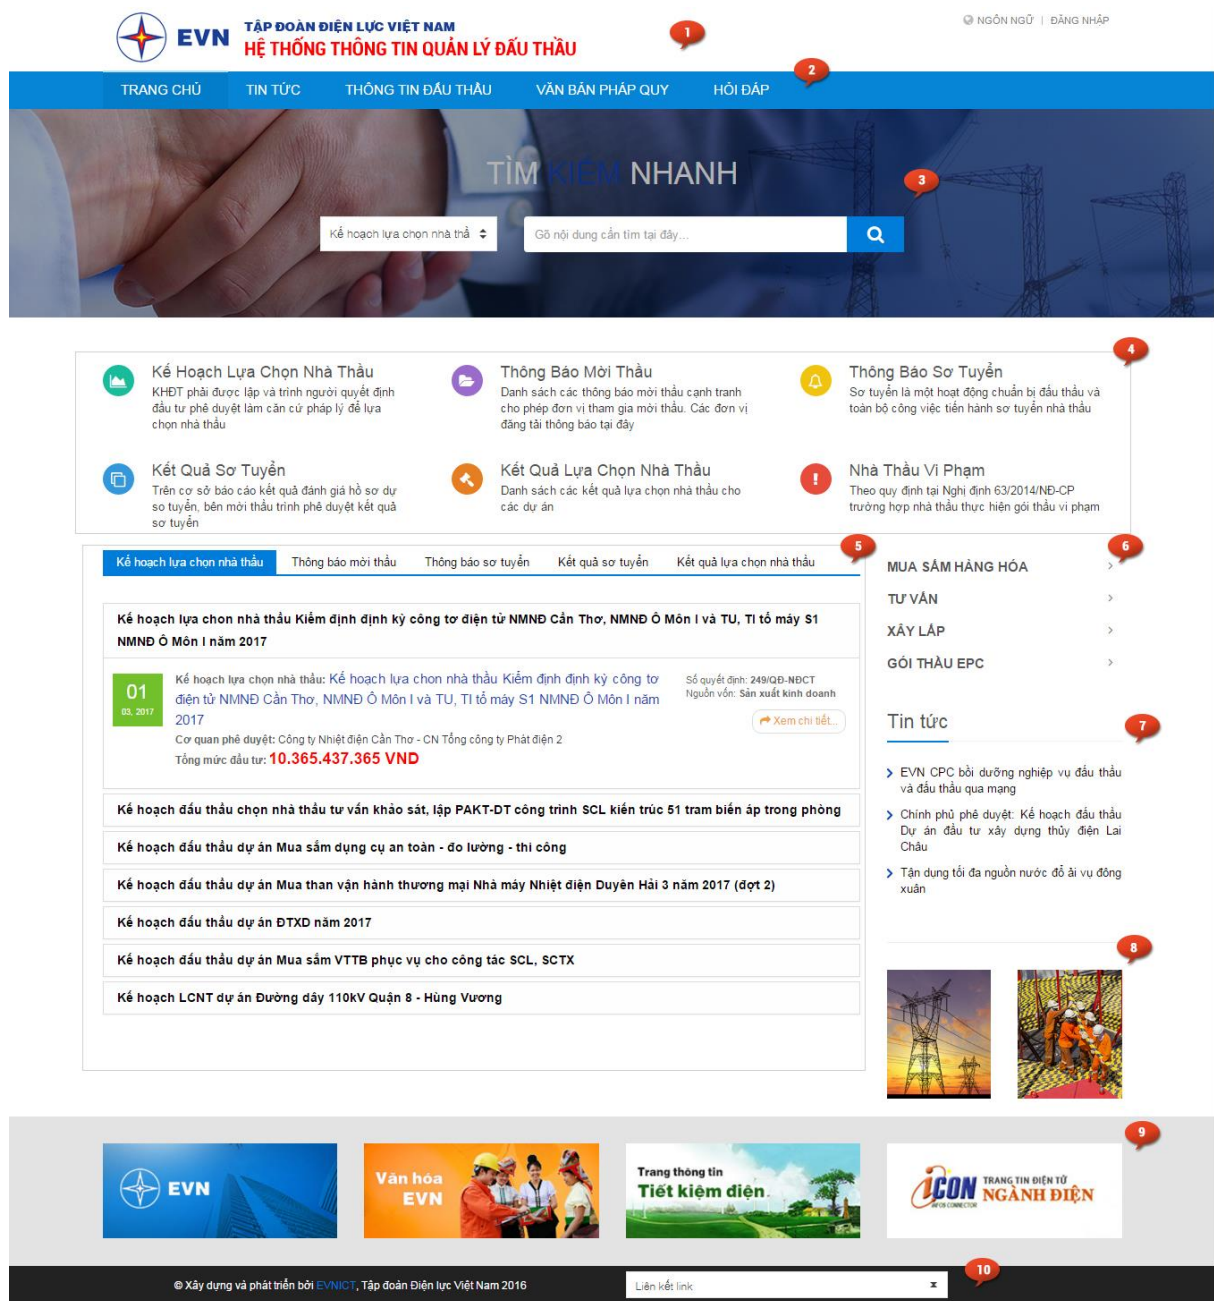 EVN
TẬP ĐOÀN ĐIỆN LỰC VIỆT NAM
HỆ THỐNG THÔNG TIN QUẢN LÝ ĐẤU THẦU
1
NGÔN NGỮ | ĐĂNG NHẬP
2
TRANG CHỦ TIN TỨC THÔNG TIN ĐẤU THẦU VĂN BẢN PHÁP QUY HỎI ĐÁP
TÌM KIẾM NHANH
3
Kế hoạch lựa chọn nhà thầ
Gõ nội dung cần tìm tại đây...
4
Kế Hoạch Lựa Chọn Nhà Thầu
KHĐT phải được lập và trình người quyết định
đầu tư phê duyệt làm căn cứ pháp lý để lựa
chọn nhà thầu
Thông Báo Mời Thầu
Danh sách các thông báo mời thầu cạnh tranh
cho phép đơn vị tham gia mời thầu. Các đơn vị
đăng tải thông báo tại đây
Thông Báo Sơ Tuyển
Sơ tuyển là một hoạt động chuẩn bị đấu thầu và
toàn bộ công việc tiến hành sơ tuyển nhà thầu
Kết Quả Sơ Tuyển
Trên cơ sở báo cáo kết quả đánh giá hồ sơ dự
so tuyển, bên mời thầu trình phê duyệt kết quả
sơ tuyển
Kết Quả Lựa Chọn Nhà Thầu
Danh sách các kết quả lựa chọn nhà thầu cho
các dự án
Nhà Thầu Vi Phạm
Theo quy định tại Nghị định 63/2014/NĐ-CP
trường hợp nhà thầu thực hiện gói thầu vi phạm
5
Kế hoạch lựa chọn nhà thầu Thông báo mời thầu Thông báo sơ tuyển Kết quả sơ tuyển Kết quả lựa chọn nhà thầu
Kế hoạch lựa chon nhà thầu Kiểm định định kỳ công tơ điện tử NMNĐ Cần Thơ, NMNĐ Ô Môn I và TU, TI tổ máy S1
NMNĐ Ô Môn I năm 2017
01
03, 2017
Kế hoạch lựa chọn nhà thầu: Kế hoạch lựa chon nhà thầu Kiểm định định kỳ công tơ
điện tử NMNĐ Cần Thơ, NMNĐ Ô Môn I và TU, TI tổ máy S1 NMNĐ Ô Môn I năm
2017
Cơ quan phê duyệt: Công ty Nhiệt điện Cần Thơ - CN Tổng công ty Phát điện 2
Tổng mức đầu tư: 10.365.437.365 VND
Số quyết định: 249/QĐ-NĐCT
Nguồn vốn: Sản xuất kinh doanh
Xem chi tiết...
Kế hoạch đấu thầu chọn nhà thầu tư vấn khảo sát, lập PAKT-DT công trình SCL kiến trúc 51 tram biến áp trong phòng
Kế hoạch đấu thầu dự án Mua sắm dụng cụ an toàn - đo lường - thi công
Kế hoạch đấu thầu dự án Mua than vận hành thương mại Nhà máy Nhiệt điện Duyên Hải 3 năm 2017 (đợt 2)
Kế hoạch đấu thầu dự án ĐTXD năm 2017
Kế hoạch đấu thầu dự án Mua sắm VTTB phục vụ cho công tác SCL, SCTX
Kế hoạch LCNT dự án Đường dây 110kV Quận 8 - Hùng Vương
6
MUA SẮM HÀNG HÓA
TƯ VẤN
XÂY LẮP
GÓI THẦU EPC
Tin tức
7
EVN CPC bồi dưỡng nghiệp vụ đấu thầu
và đấu thầu qua mạng
Chính phủ phê duyệt: Kế hoạch đấu thầu
Dự án đầu tư xây dựng thủy điện Lai
Châu
Tận dụng tối đa nguồn nước đổ ải vụ đông
xuân
8
9
EVN
Văn hóa
EVN
Trang thông tin
Tiết kiệm điện
iCON
INFOS CONNECTOR
TRANG TIN ĐIỆN TỬ
NGÀNH ĐIỆN
10
© Xây dựng và phát triển bởi EVNICT, Tập đoàn Điện lực Việt Nam 2016
Liên kết link